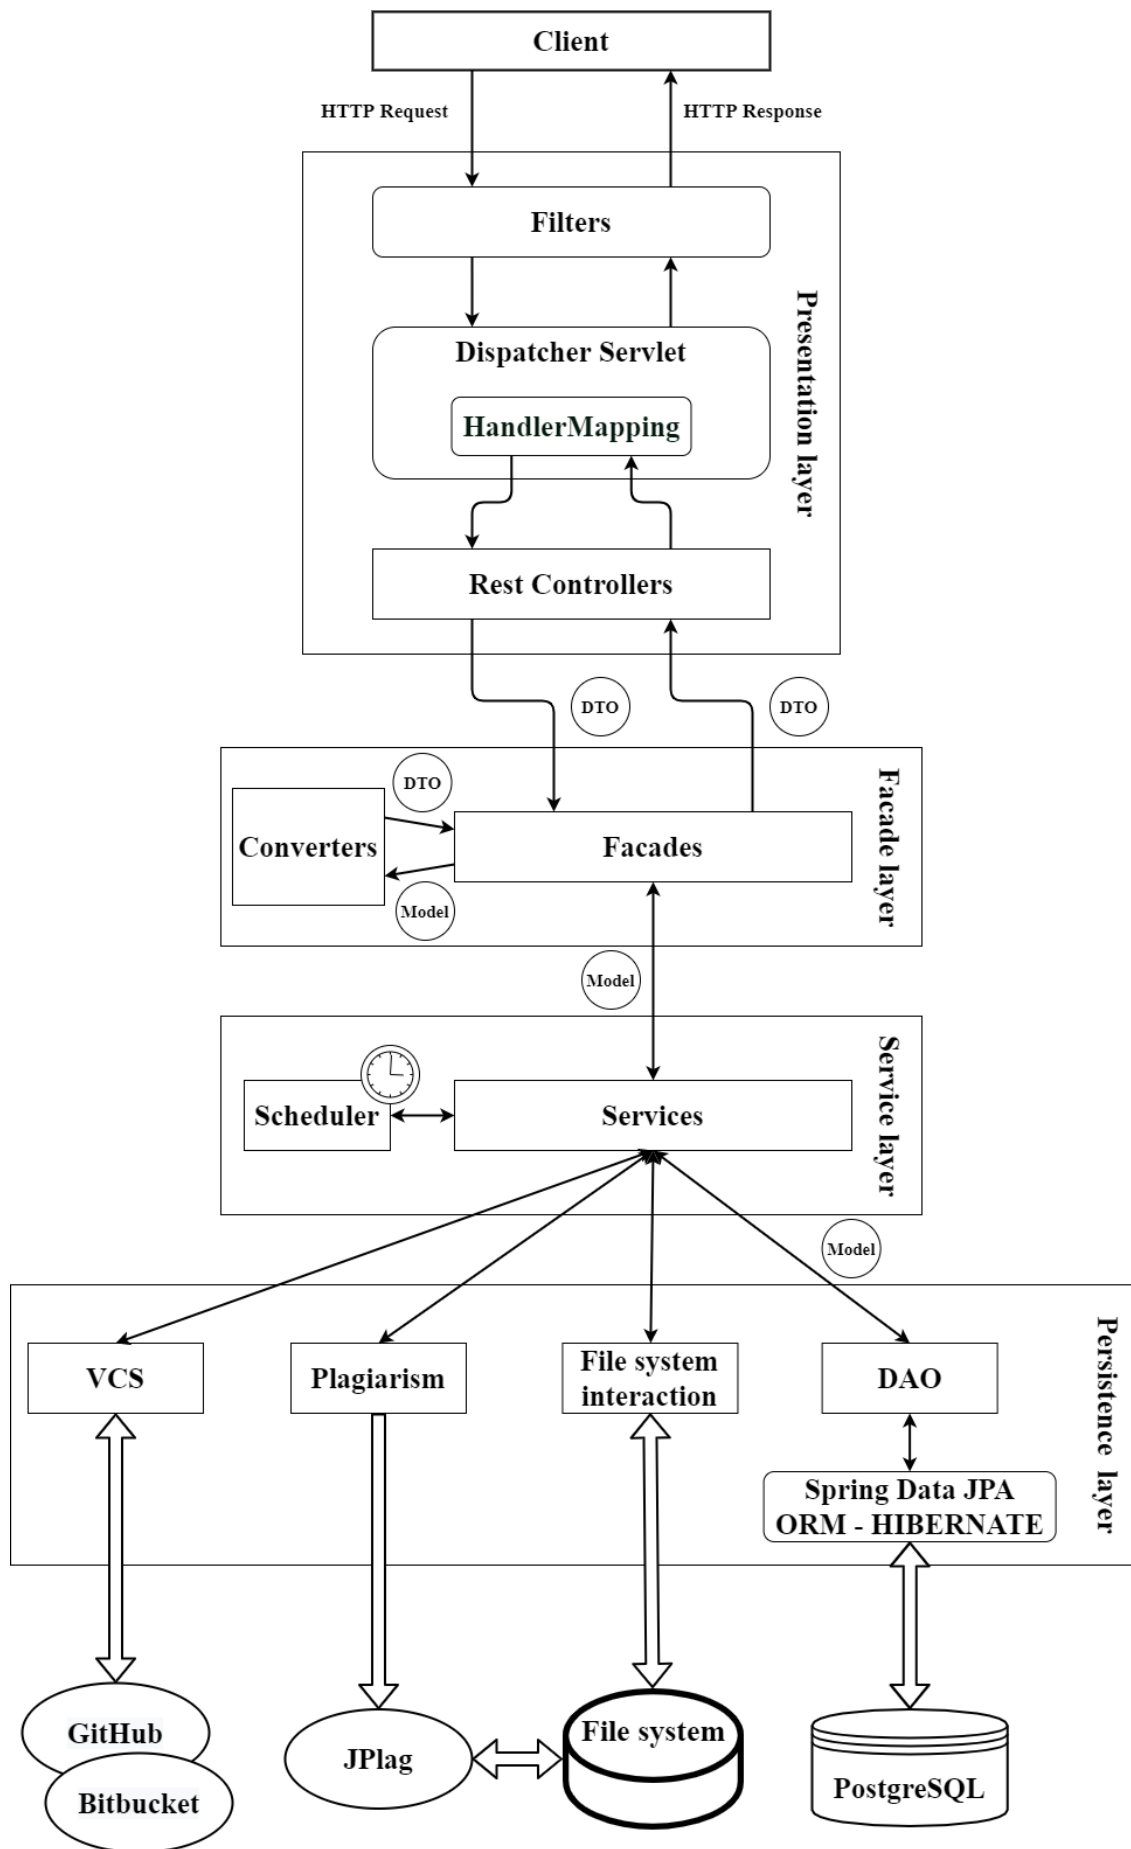 Client
HTTP Request
HTTP Response
Filters
Presentation layer
Dispatcher Servlet
HandlerMapping
Rest Controllers
DTO
DTO
Facade layer
DTO
Converters
Facades
Model
Model
Service layer
Scheduler
Services
Model
Persistence layer
VCS
Plagiarism
File system
interaction
DAO
Spring Data JPA
ORM - HIBERNATE
GitHub
Bitbucket
JPlag
File system
PostgreSQL